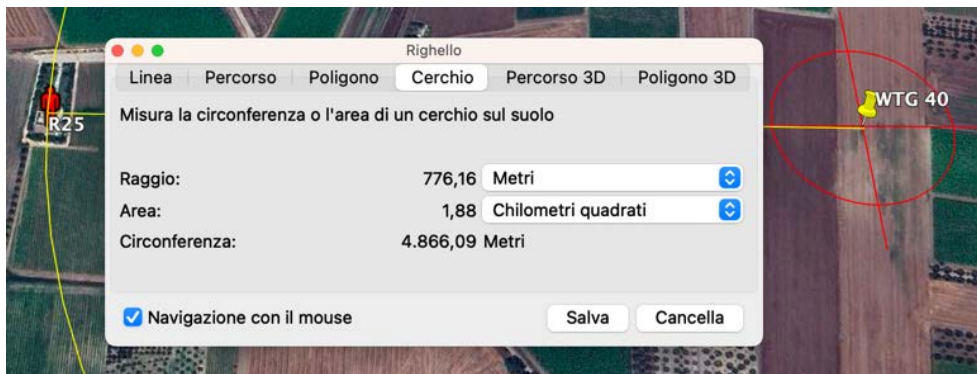 Righello
Linea Percorso Poligono Cerchio Percorso 3D Poligono 3D
Misura la circonferenza o l'area di un cerchio sul suolo
Raggio: 776,16 Metri
Area: 1,88 Chilometri quadrati
Circonferenza: 4.866,09 Metri
Navigazione con il mouse Salva Cancella
R25
WTG 40